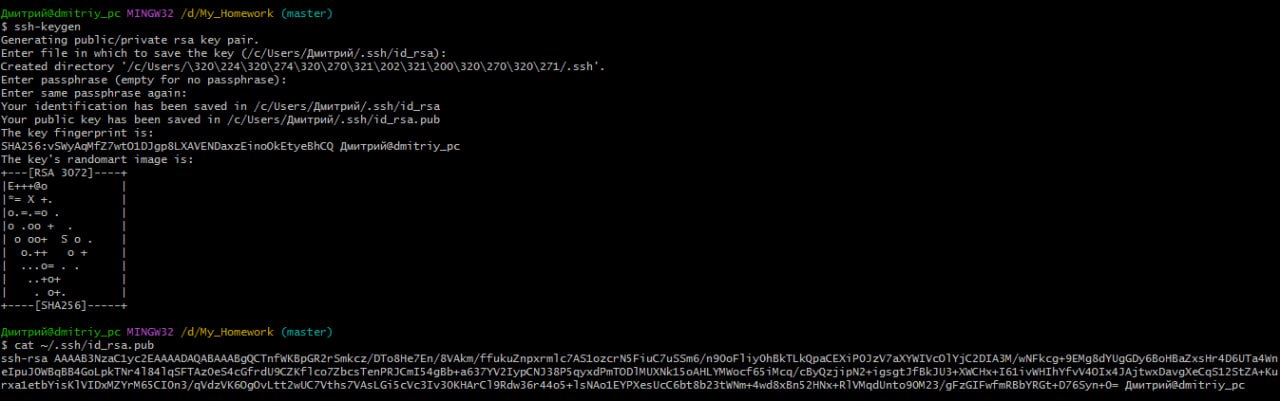 Дмитрий@dmitriy_pc MINGW32 /d/My_Homework (master)
$ ssh-keygen
Generating public/private rsa key pair.
Enter file in which to save the key (/c/Users/Дмитрий/.ssh/id_rsa):
Created directory '/c/Users/\320\224\320\274\320\270\321\202\321\200\320\270\320\271/.ssh'.
Enter passphrase (empty for no passphrase):
Enter same passphrase again:
Your identification has been saved in /c/Users/Дмитрий/.ssh/id_rsa
Your public key has been saved in /c/Users/Дмитрий/.ssh/id_rsa.pub
The key fingerprint is:
SHA256:vSWyAqMfZ7wtO1DJgp8LXAVENDaxzEinoOkEtyeBhCQ Дмитрий@dmitriy_pc
The key's randomart image is:
+---[RSA 3072]----+
|E+++@o           |
|*= X +.          |
|o.=.=o .         |
|o .oo +  .       |
| o oo+  S o .    |
|  o.++   o +     |
|  ...o= . .      |
|   ..+o+         |
|    . o+.        |
+----[SHA256]-----+
Дмитрий@dmitriy_pc MINGW32 /d/My_Homework (master)
$ cat ~/.ssh/id_rsa.pub
ssh-rsa AAAAB3NzaC1yc2EAAAADAQABAAABgQCTnfWKBpGR2rSmkcz/DTo8He7En/8VAkm/ffukuZnpxrmlc7AS1ozcrN5FiuC7uSSm6/n9OoFliyOhBkTLkQpaCEXiPOJzV7aXYWIVcOlYjC2DIA3M/wNFkcg+9EMg8dYUgGDy6BoHBaZxsHr4D6UTa4Wn
eIpuJOWBqBB4GoLpkTNr4l84lqSFTAzOeS4cGfrdU9CZKflco7ZbcsTenPRJCmI54gBb+a637YV2IypCNJ38P5qyxdPmTODlMUXNk15oAHLYMWocf65iMcq/cByQzjipN2+igsgtJfBkJU3+XWCHx+I61ivWHIhYfvV4OIx4JAjtwxDavgXeCqS12StZA+Ku
rxa1etbYisKlVIDxMZYrM65CIOn3/qVdzVK6OgOvLtt2wUC7Vths7VAsLGi5cVc3Iv3OKHArCl9Rdw36r44o5+lsNAo1EYPXesUcC6bt8b23tWNm+4wd8xBn52HNx+RlVMqdUnto9OM23/gFzGIFwfmRBbYRGt+D76Syn+O= Дмитрий@dmitriy_pc